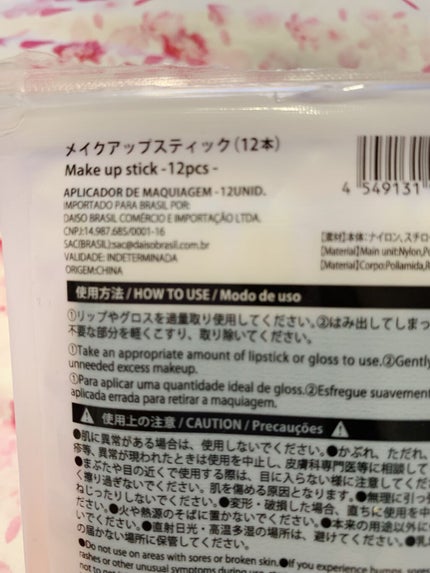 メイクアップスティック(12本)
Make up stick -12pcs -
APLICADOR DE MAQUIAGEM - 12UNID.
IMPORTADO PARA BRASIL POR:
DAISO BRASIL COMÉRCIO E IMPORTAÇÃO LTDA.
CNPJ:14.987.685/0001-16
SAC(BRASIL):sac@daisobrasil.com.br
VALIDADE: INDETERMINADA
ORIGEM:CHINA
4 549131
【素材】本体：ナイロン、スチロー
【Material】Main unit:Nylon,Po
【Material】Corpo:Poliamida,
使用方法 / HOW TO USE / Modo de uso
①リップやグロスを適量取り使用してください。②はみ出してしまっ
不要な部分を軽くこすり、取り除いてください。
①Take an appropriate amount of lipstick or gloss to use.②Gently
unneeded excess makeup.
①Para aplicar uma quantidade ideal de gloss.②Esfregue suavement
aplicada errada para retirar a maquiagem.
使用上の注意 / CAUTION / Precauções
●肌に異常がある場合は、使用しないでください。●かぶれ、ただれ、
疹等、異常が現われたときは使用を中止し、皮膚科専門医等に相談して
●まぶたや目の近くで使用する際は、目に入らない様に注意してくだ
く擦り過ぎないでください。肌を傷める原因となります。●無理に引っ
ねじったりしないでください。●変形・破損した場合、直ちに使用を中
い。●火や熱源のそばに置かないでください。●本来の用途以外に
いでください。●直射日光・高温多湿の場所は、避けてください。●乳
の届かない場所に保管してください。
●Do not use on areas with sores or broken skin.●If you experience bumps,
rashes or other unusual symptoms during use,